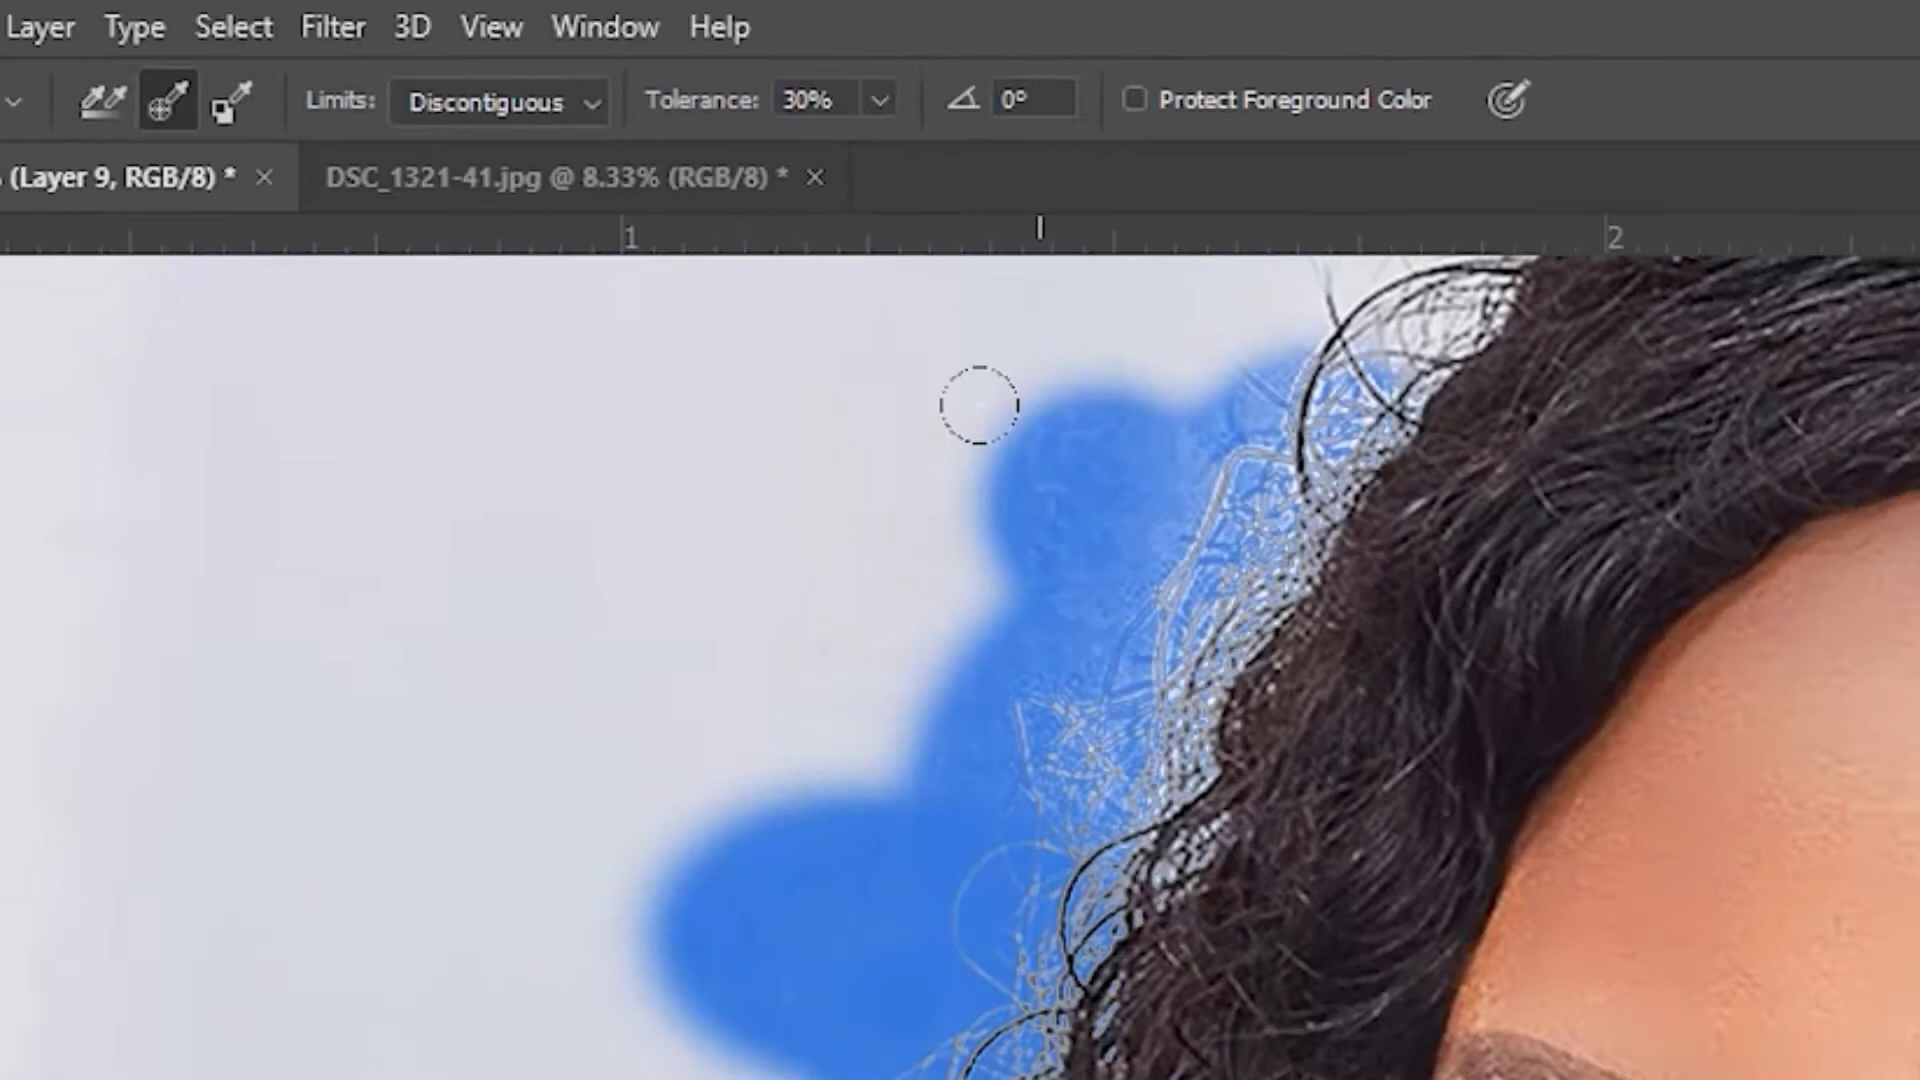 Layer Type Select Filter 3D View Window Help
Limits: Discontiguous Tolerance: 30% 0° Protect Foreground Color
(Layer 9, RGB/8) * × DSC_1321-41.jpg @ 8.33% (RGB/8) * ×
1 2